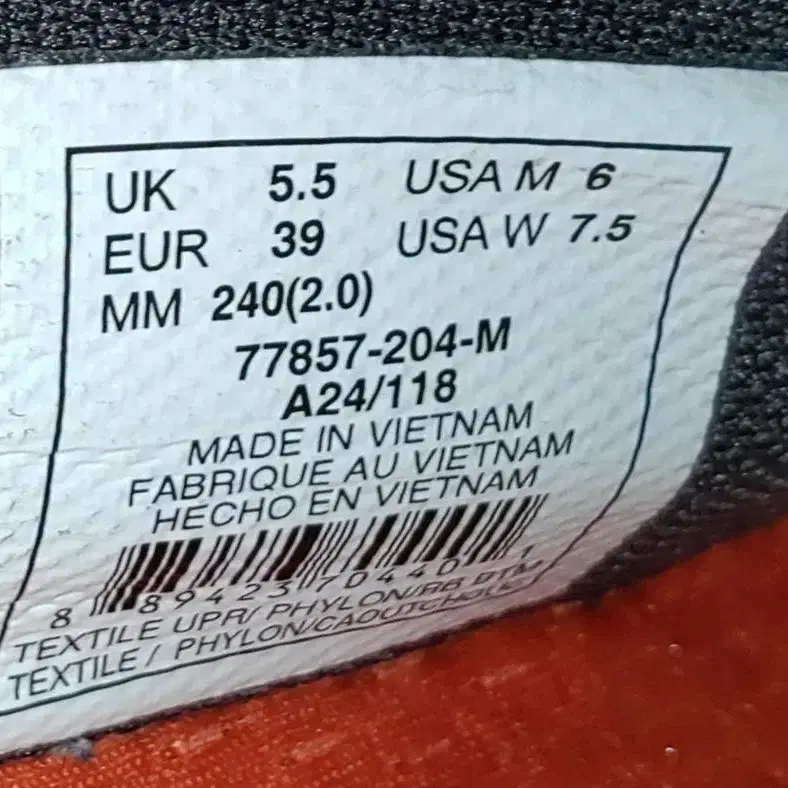 UK 5.5 USA M 6
EUR 39 USA W 7.5
MM 240(2.0)
77857-204-M
A24/118
MADE IN VIETNAM
FABRIQUE AU VIETNAM
HECHO EN VIETNAM
8 89423 70440 1
TEXTILE UPR/ PHYLON/RB BTM
TEXTILE / PHYLON/CAOUTCHOUC